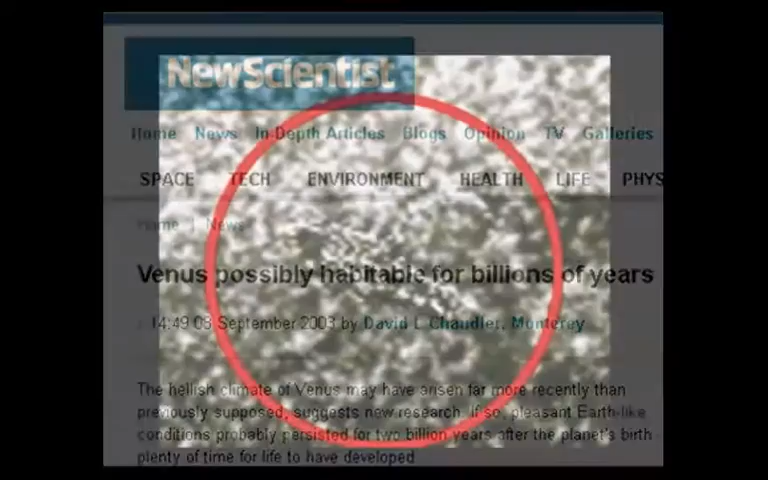 NewScientist
Home News In-Depth Articles Blogs Opinion TV Galleries
SPACE TECH ENVIRONMENT HEALTH LIFE PHYS
Home | News
Venus possibly habitable for billions of years
14:49 08 September 2003 by David L Chandler, Monterey
The hellish climate of Venus may have arisen far more recently than
previously supposed, suggests new research. If so, pleasant Earth-like
conditions probably persisted for two billion years after the planet's birth
plenty of time for life to have developed